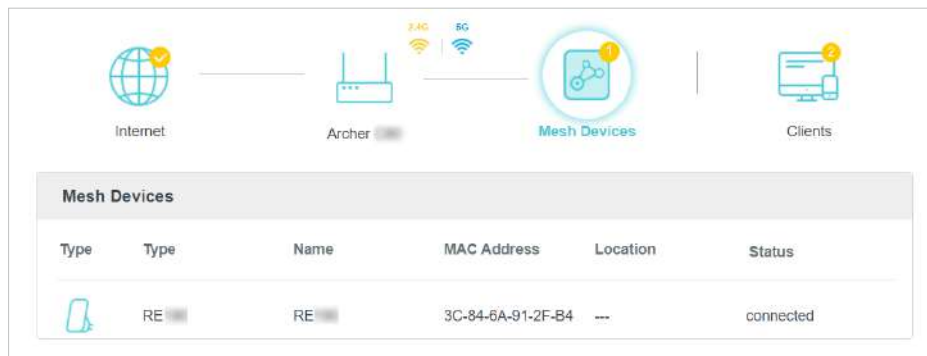 2.4G 5G
1
2
Internet
Archer
Mesh Devices
Clients
Mesh Devices
Type Type Name MAC Address Location Status
RE RE 3C-84-6A-91-2F-B4 --- connected